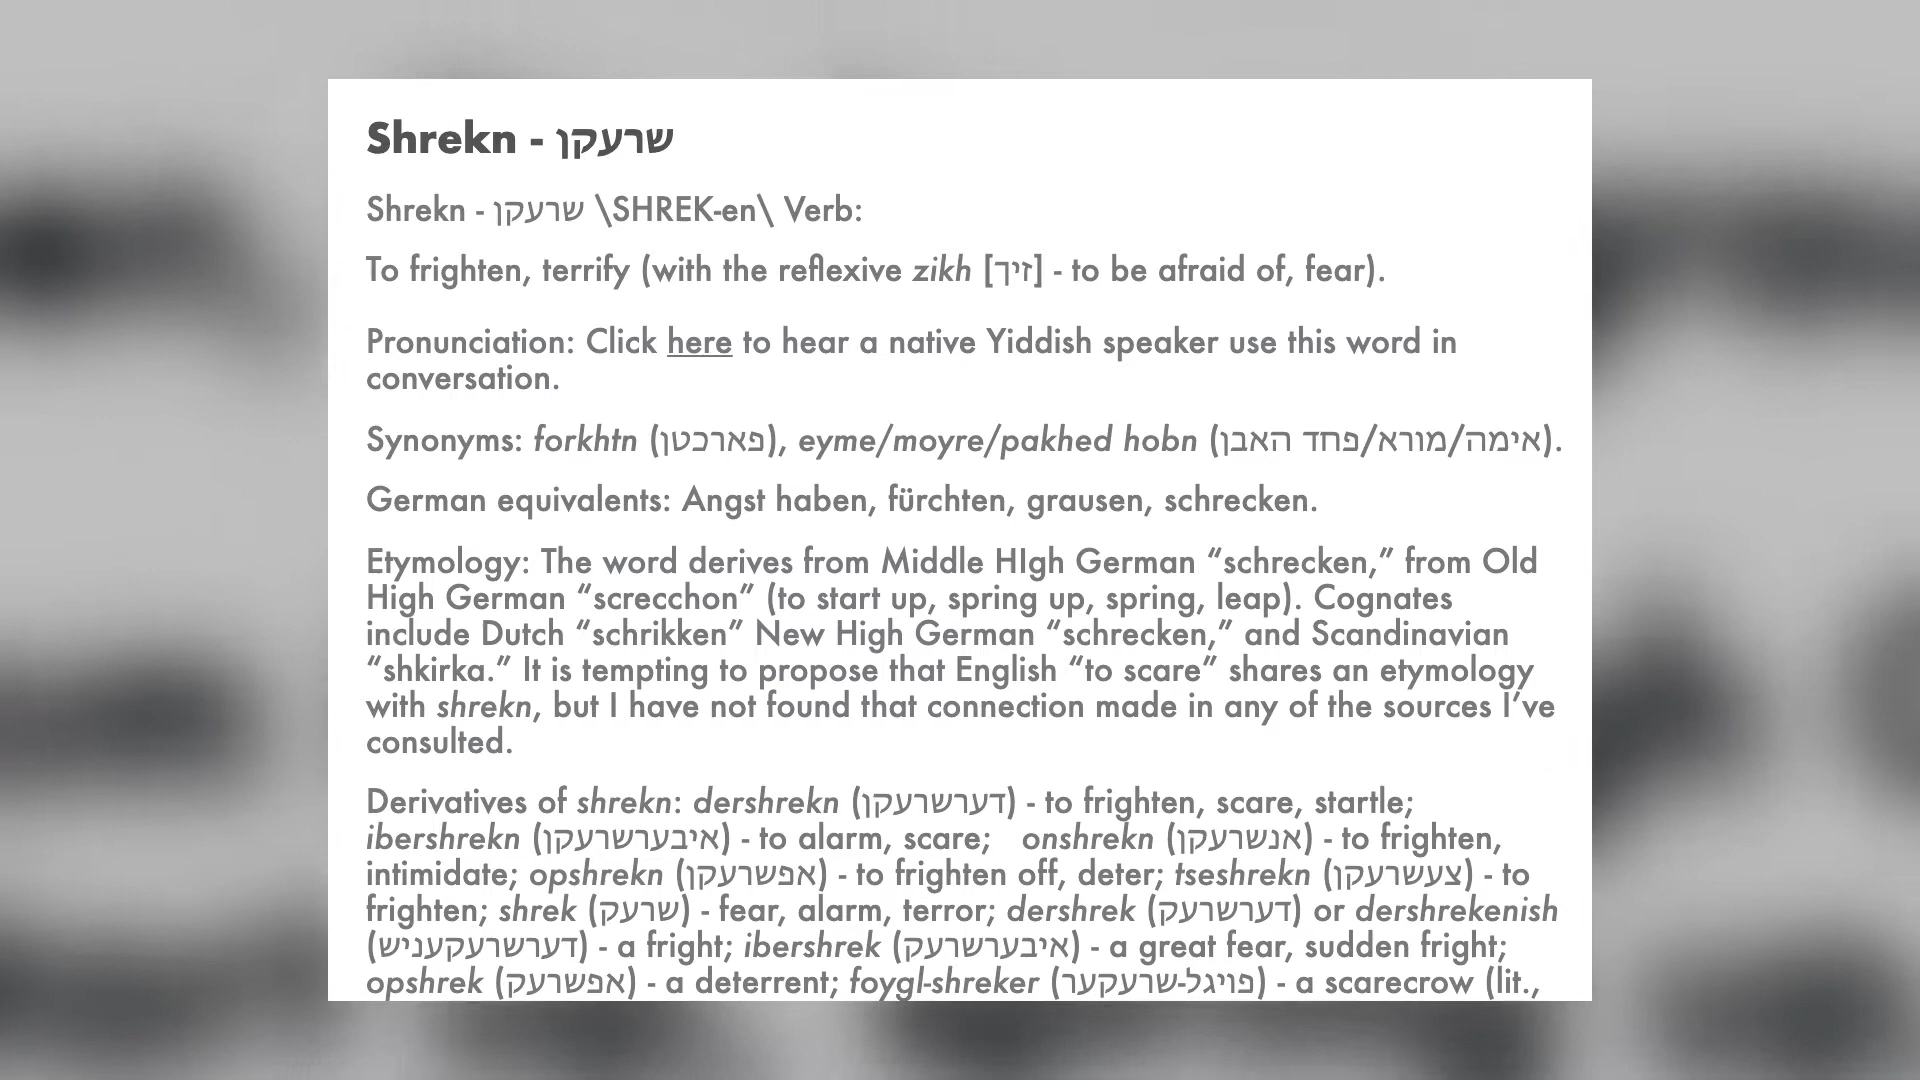 Shrekn - שרעקן
Shrekn - שרעקן \SHREK-en\ Verb:
To frighten, terrify (with the reflexive zikh [זיך] - to be afraid of, fear).
Pronunciation: Click here to hear a native Yiddish speaker use this word in
conversation.
Synonyms: forkhtn (פארכטן), eyme/moyre/pakhed hobn (אימה/מורא/פחד האבן).
German equivalents: Angst haben, fürchten, grausen, schrecken.
Etymology: The word derives from Middle HIgh German “schrecken,” from Old
High German “screcchon” (to start up, spring up, spring, leap). Cognates
include Dutch “schrikken” New High German “schrecken,” and Scandinavian
“shkirka.” It is tempting to propose that English “to scare” shares an etymology
with shrekn, but I have not found that connection made in any of the sources I’ve
consulted.
Derivatives of shrekn: dershrekn (דערשרעקן) - to frighten, scare, startle;
ibershrekn (איבערשרעקן) - to alarm, scare; onshrekn (אנשרעקן) - to frighten,
intimidate; opshrekn (אפשרעקן) - to frighten off, deter; tseshrekn (צעשרעקן) - to
frighten; shrek (שרעק) - fear, alarm, terror; dershrek (דערשרעק) or dershrekenish
(דערשרעקעניש) - a fright; ibershrek (איבערשרעק) - a great fear, sudden fright;
opshrek (אפשרעק) - a deterrent; foygl-shreker (פויגל-שרעקער) - a scarecrow (lit.,